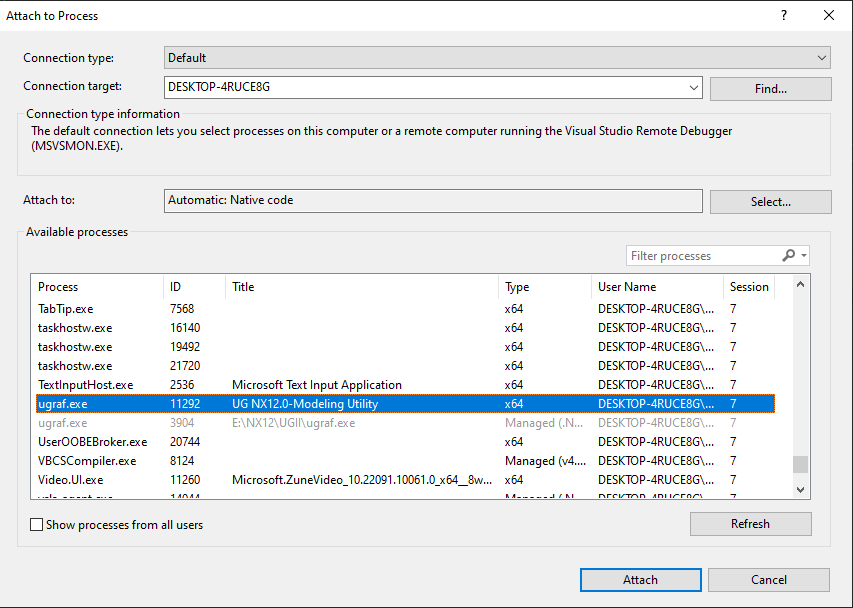 Attach to Process
Connection type: Default
Connection target: DESKTOP-4RUCE8G Find...
Connection type information
The default connection lets you select processes on this computer or a remote computer running the Visual Studio Remote Debugger
(MSVSMON.EXE).
Attach to: Automatic: Native code Select...
Available processes
Filter processes
Process ID Title Type User Name Session
TabTip.exe 7568 x64 DESKTOP-4RUCE8G\... 7
taskhostw.exe 16140 x64 DESKTOP-4RUCE8G\... 7
taskhostw.exe 19492 x64 DESKTOP-4RUCE8G\... 7
taskhostw.exe 21720 x64 DESKTOP-4RUCE8G\... 7
TextInputHost.exe 2536 Microsoft Text Input Application x64 DESKTOP-4RUCE8G\... 7
ugraf.exe 11292 UG NX12.0-Modeling Utility x64 DESKTOP-4RUCE8G\... 7
ugraf.exe 3904 E:\NX12\UGII\ugraf.exe Managed (.N... DESKTOP-4RUCE8G\... 7
UserOOBEBroker.exe 20744 x64 DESKTOP-4RUCE8G\... 7
VBCSCompiler.exe 8124 Managed (v4.... DESKTOP-4RUCE8G\... 7
Video.UI.exe 11260 Microsoft.ZuneVideo_10.22091.10061.0_x64__8w... x64 DESKTOP-4RUCE8G\... 7
Show processes from all users Refresh
Attach Cancel